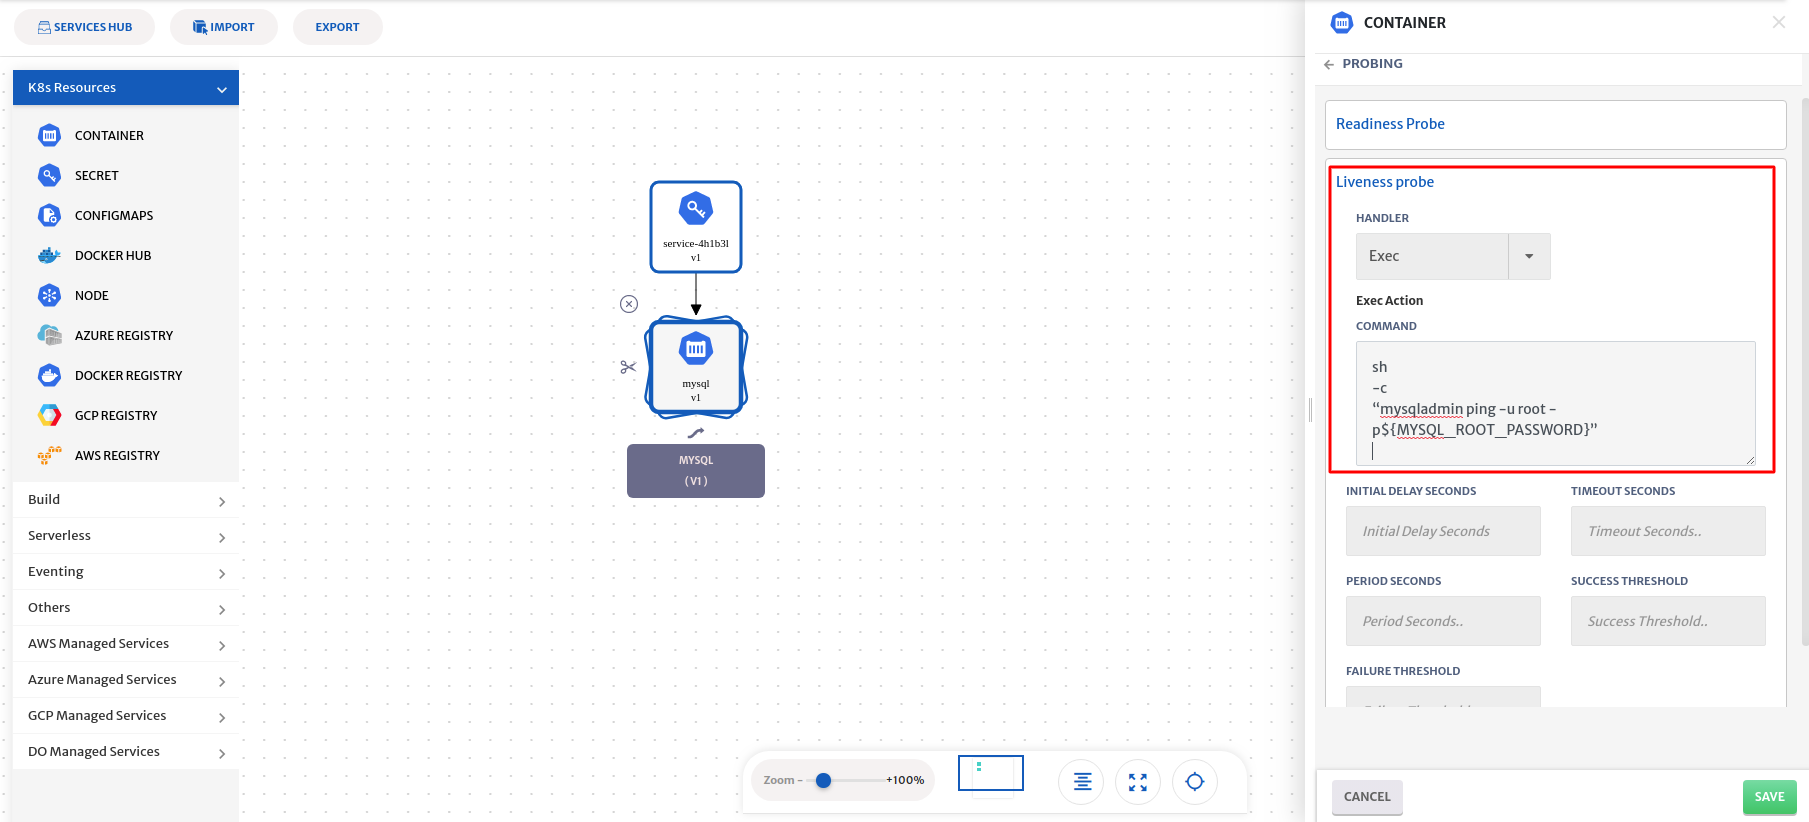 SERVICES HUB
IMPORT
EXPORT
K8s Resources
CONTAINER
SECRET
CONFIGMAPS
DOCKER HUB
NODE
AZURE REGISTRY
DOCKER REGISTRY
GCP REGISTRY
AWS REGISTRY
Build
Serverless
Eventing
Others
AWS Managed Services
Azure Managed Services
GCP Managed Services
DO Managed Services
service-4h1b3l
v1
mysql
v1
MYSQL
( V1 )
Zoom - +100%
CONTAINER
PROBING
Readiness Probe
Liveness probe
HANDLER
Exec
Exec Action
COMMAND
sh
-c
“mysqladmin ping -u root -
p${MYSQL_ROOT_PASSWORD}”
INITIAL DELAY SECONDS
TIMEOUT SECONDS
Initial Delay Seconds
Timeout Seconds..
PERIOD SECONDS
SUCCESS THRESHOLD
Period Seconds..
Success Threshold..
FAILURE THRESHOLD
CANCEL
SAVE